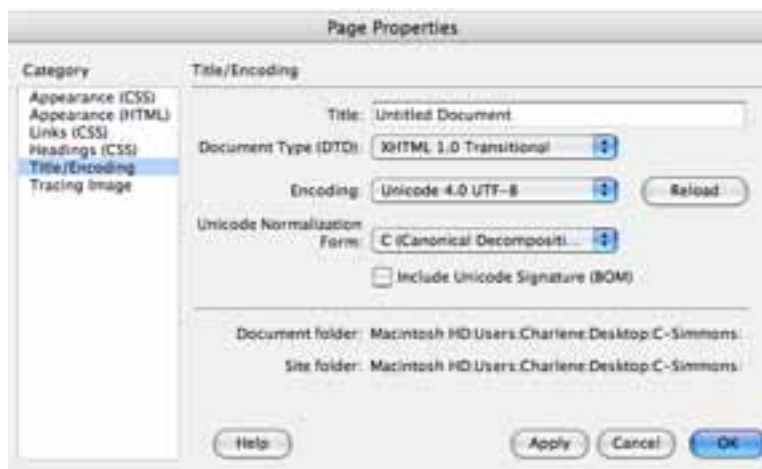 Page Properties
Category
Title/Encoding
Appearance (CSS)
Appearance (HTML)
Links (CSS)
Headings (CSS)
Title/Encoding
Tracing Image
Title: Untitled Document
Document Type (DTD): XHTML 1.0 Transitional
Encoding: Unicode 4.0 UTF-8 Reload
Unicode Normalization
Form: C (Canonical Decompositi...
Include Unicode Signature (BOM)
Document folder: Macintosh HD:Users:Charlene:Desktop:C-Simmons:
Site folder: Macintosh HD:Users:Charlene:Desktop:C-Simmons:
Help Apply Cancel OK